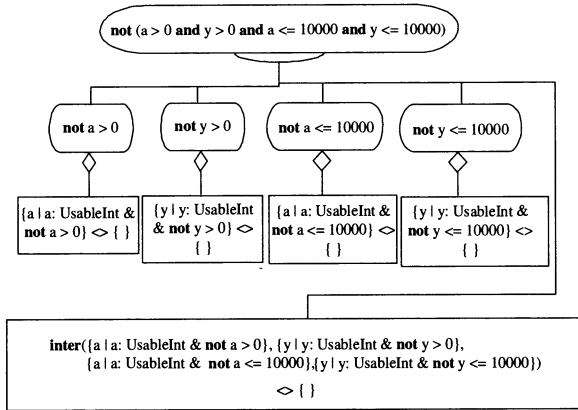 not (a > 0 and y > 0 and a <= 10000 and y <= 10000)
not a > 0
not y > 0
not a <= 10000
not y <= 10000
{a | a: UsableInt &
not a > 0} <> { }
{y | y: UsableInt
& not y > 0} <>
{ }
{a | a: UsableInt &
not a <= 10000} <>
{ }
{y | y: UsableInt &
not y <= 10000} <>
{ }
inter({a | a: UsableInt & not a > 0}, {y | y: UsableInt & not y > 0},
{a | a: UsableInt & not a <= 10000},{y | y: UsableInt & not y <= 10000})
<> { }